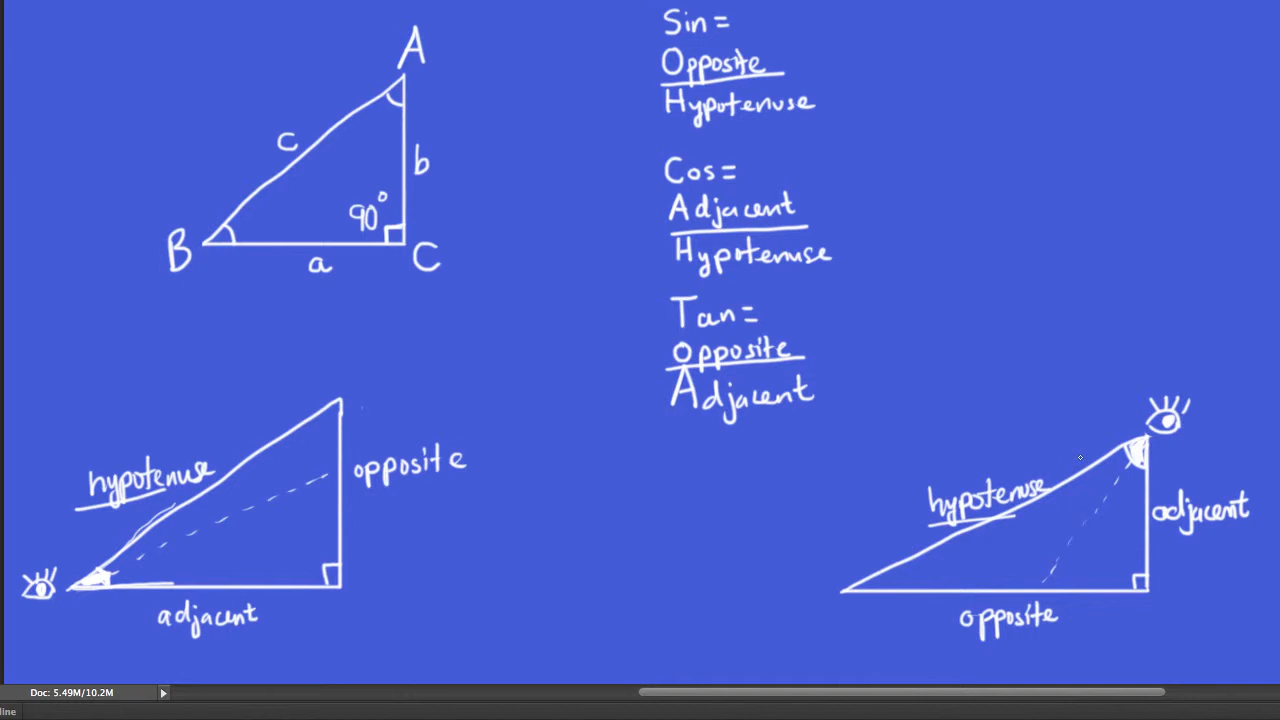 A
c
b
90°
B
a
C
Sin =
Opposite
Hypotenuse
Cos =
Adjacent
Hypotenuse
Tan =
opposite
Adjacent
hypotenuse
opposite
adjacent
hypotenuse
adjacent
opposite
Doc: 5.49M/10.2M
line